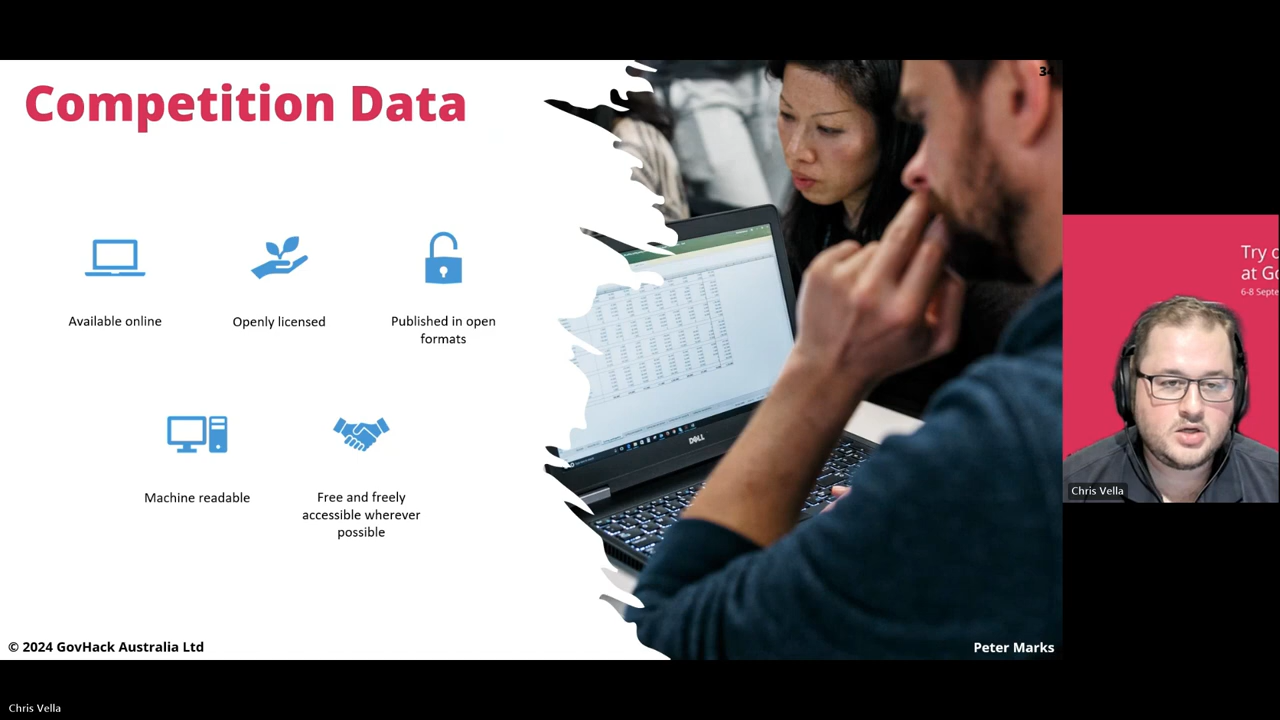 Competition Data
34
Available online
Openly licensed
Published in open
formats
Machine readable
Free and freely
accessible wherever
possible
DELL
© 2024 GovHack Australia Ltd
Peter Marks
Try
at
6-8
Chris Vella
Chris Vella